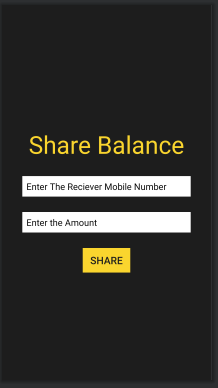 Share Balance
Enter The Reciever Mobile Number
Enter the Amount
SHARE